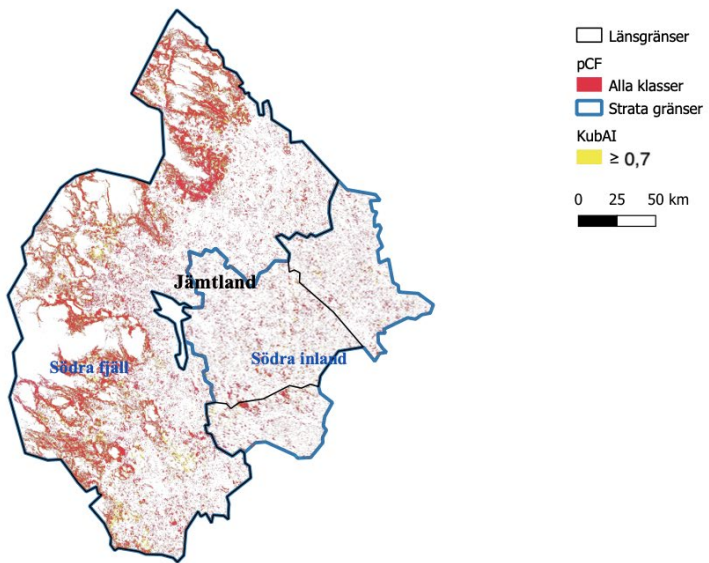 Länsgränser
pCF
Alla klasser
Strata gränser
KubAI
≥ 0,7
0 25 50 km
Jämtland
Södra fjäll
Södra inland